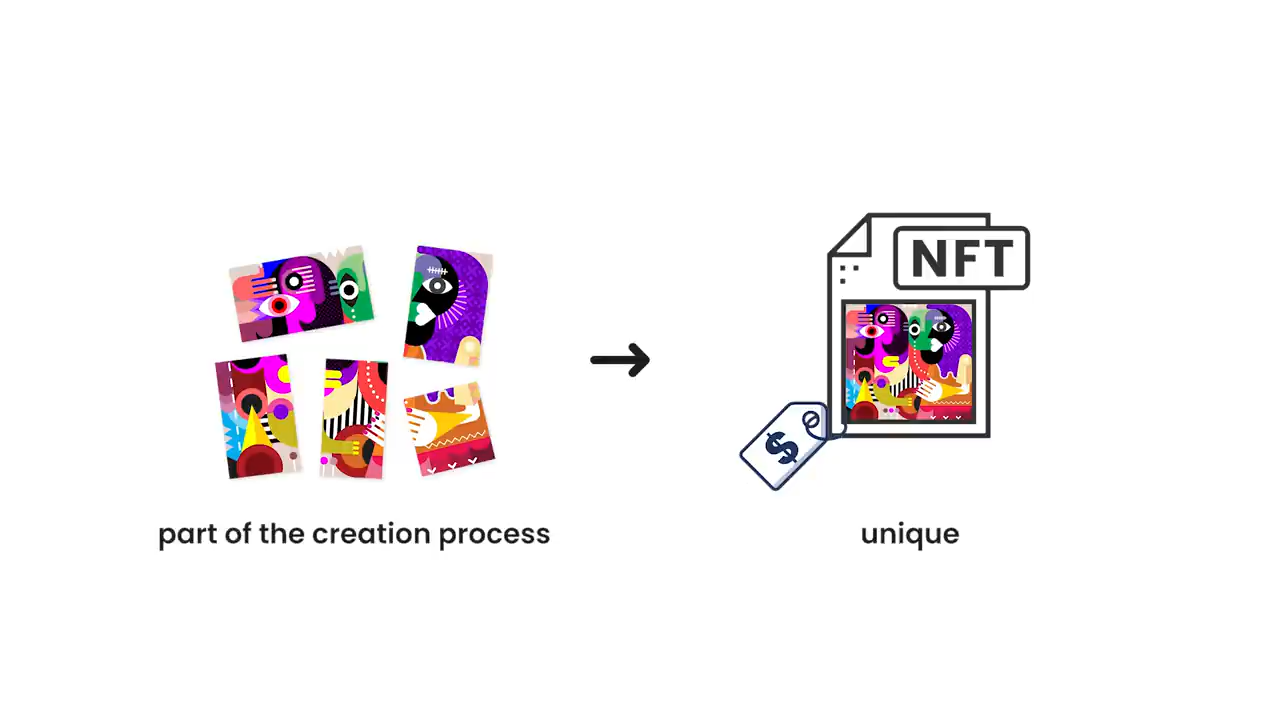 NFT
$
part of the creation process
unique